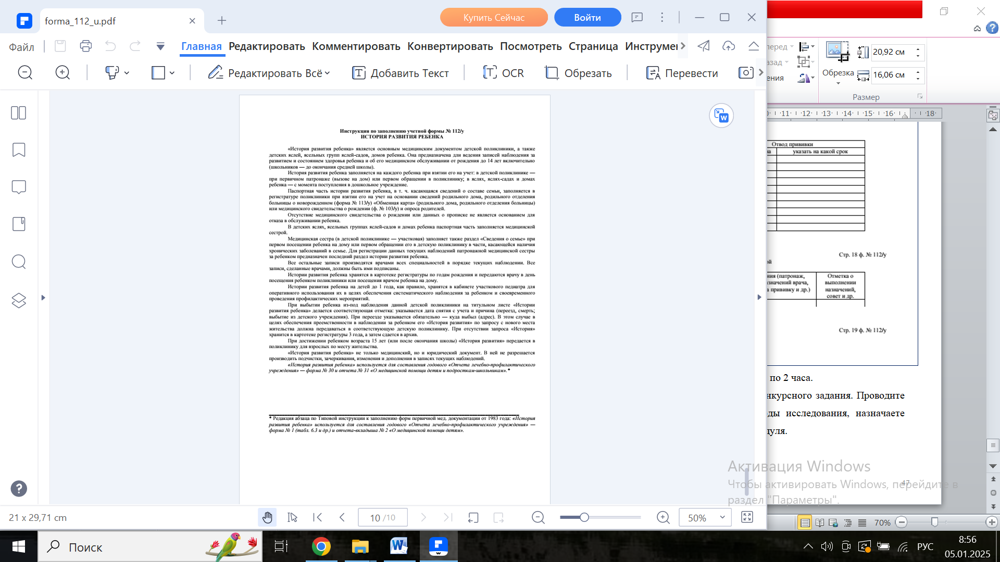 forma_112_u.pdf
Купить Сейчас
Войти
Файл
Главная
Редактировать
Комментировать
Конвертировать
Посмотреть
Страница
Инструмен
Редактировать Всё
Добавить Текст
OCR
Обрезать
Перевести
Инструкция по заполнению учетной формы № 112/у
ИСТОРИЯ РАЗВИТИЯ РЕБЕНКА
«История развития ребенка» является основным медицинским документом детской поликлиники, а также
детских яслей, ясельных групп яслей-садов, домов ребенка. Она предназначена дли ведения записей наблюдения за
развитием и состоянием здоровья ребенка и об его медицинском обслуживании от рождения до 14 лет включительно
(школьников — до окончания средней школы).
История развития ребенка заполняется на каждого ребенка при взятии его на учет: в детской поликлинике —
при первичном патронаже (вызове на дом) или первом обращении в поликлинику; в яслях, яслях-садах и домах
ребенка — с момента поступления в дошкольное учреждение.
Паспортная часть истории развития ребенка, в т. ч. касающаяся сведений о составе семьи, заполняется в
регистратуре поликлиники при взятии его на учет на основании сведений родильного дома, родильного отделения
больницы о новорожденном (форма № 113/у) «Обменная карта» (родильного дома, родильного отделения больницы)
или медицинского свидетельства о рождении (ф. № 103/у) и опроса родителей.
Отсутствие медицинского свидетельства о рождении или данных о прописке не является основанием для
отказа в обслуживании ребенка.
В детских яслях, ясельных группах яслей-садов и домах ребенка паспортная часть заполняется медицинской
сестрой.
Медицинская сестра (в детской поликлинике — участковая) заполняет также раздел «Сведения о семье» при
первом посещении ребенка на дому или первом обращении его в детскую поликлинику в части, касающейся наличия
хронических заболеваний в семье. Для регистрации данных текущих наблюдений патронажной медицинской сестры
за ребенком предназначен последний раздел истории развития ребенка.
Все остальные записи производятся врачами всех специальностей в порядке текущих наблюдении. Все
записи, сделанные врачами, должны быть ими подписаны.
Истории развития ребенка хранятся в картотеке регистратуры по годам рождения и передаются врачу в день
посещения ребенком поликлиники или посещения врачом ребенка на дому.
Истории развития ребенка на детей до 1 года, как правило, хранятся в кабинете участкового педиатра для
оперативного использования их в целях обеспечения систематического наблюдения за ребенком и своевременного
проведения профилактических мероприятий.
При выбытии ребенка из-под наблюдения данной детской поликлиники на титульном листе «Истории
развития ребенка» делается соответствующая отметка: указывается дата снятия с учета и причина (переезд, смерть;
выбытие из детского учреждения). При переезде указывается обязательно — куда выбыл (адрес). В этом случае в
целях обеспечения преемственности в наблюдении за ребенком его «История развития» по запросу с нового места
жительства должна передаваться в соответствующую детскую поликлинику. При отсутствии запроса «История»
хранится в картотеке регистратуры 3 года, а затем сдается в архив.
При достижении ребенком возраста 15 лет (или после окончания школы) «История развития» передается в
поликлинику для взрослых по месту жительства.
«История развития ребенка» не только медицинский, но и юридический документ. В ней не разрешается
производить подчистки, зачеркивания, изменения и дополнения в записях текущих наблюдений.
«История развития ребенка» используется для составления годового «Отчета лечебно-профилактического
учреждения» — форма № 30 и отчета № 31 «О медицинской помощи детям и подросткам-школьникам».*
* Редакция абзаца по Типовой инструкции к заполнению форм первичной мед. документации от 1983 года: «История
развития ребенка» используется для составления годового «Отчета лечебно-профилактического учреждения» —
форма № 1 (табл. 6.3 и др.) и отчета-вкладыша № 2 «О медицинской помощи детям».
21 x 29,71 cm
10 /10
50%
перед
азад
ения
Обрезка
20,92 см
16,06 см
Размер
11 12 13 14 15 16 18
Отвод прививки
на
указать на какой срок
Стр. 18 ф. № 112/у
ой
ния (патронаж,
значений врача,
а прививку и др.)
Отметка о
выполнении
назначений,
совет и др.
Стр. 19 ф. № 112/у
по 2 часа.
нкурсного задания. Проводите
ды исследования, назначаете
дуля.
47
Активация Windows
Чтобы активировать Windows, перейдите в
раздел "Параметры".
70%
Поиск
РУС
8:56
05.01.2025